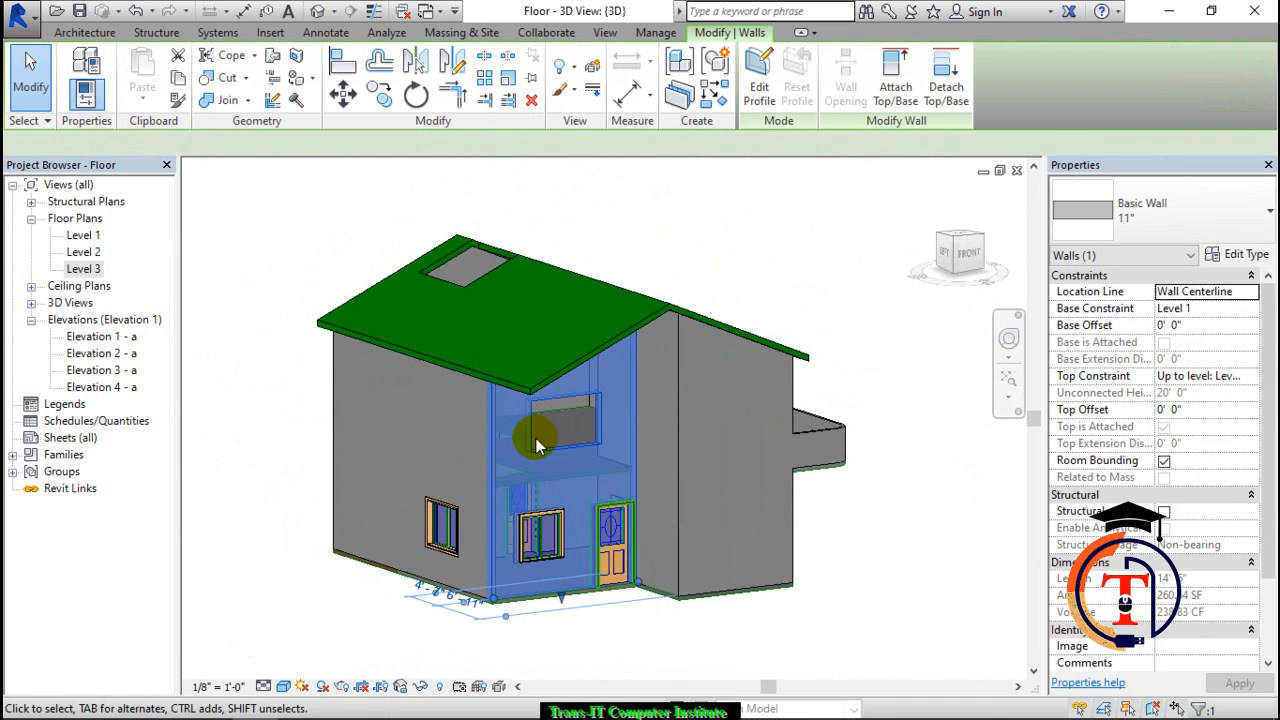 Floor - 3D View: {3D}
Type a keyword or phrase
Sign In
Architecture Structure Systems Insert Annotate Analyze Massing & Site Collaborate View Manage Modify | Walls
Modify
Select
Properties
Paste
Clipboard
Cope
Cut
Join
Geometry
Modify
View
Measure
Create
Edit Profile
Reset Profile
Mode
Wall Opening
Attach Top/Base
Detach Top/Base
Modify Wall
Project Browser - Floor
Views (all)
Structural Plans
Floor Plans
Level 1
Level 2
Level 3
Ceiling Plans
3D Views
Elevations (Elevation 1)
Elevation 1 - a
Elevation 2 - a
Elevation 3 - a
Elevation 4 - a
Legends
Schedules/Quantities
Sheets (all)
Families
Groups
Revit Links
LEFT FRONT
Properties
Basic Wall
11"
Walls (1)
Edit Type
Constraints
Location Line Wall Centerline
Base Constraint Level 1
Base Offset 0' 0"
Base is Attached
Base Extension Dis...
Top Constraint Up to level: Lev...
Unconnected Hei... 20' 0"
Top Offset 0' 0"
Top is Attached
Top Extension Dis... 0' 0"
Room Bounding
Related to Mass
Structural
Structural
Enable Analytical
Non-bearing
Image
Comments
Properties help
Apply
T
1/8" = 1'-0"
Click to select, TAB for alternates, CTRL adds, SHIFT unselects.
Trans-IT Computer Institute
Model
:1